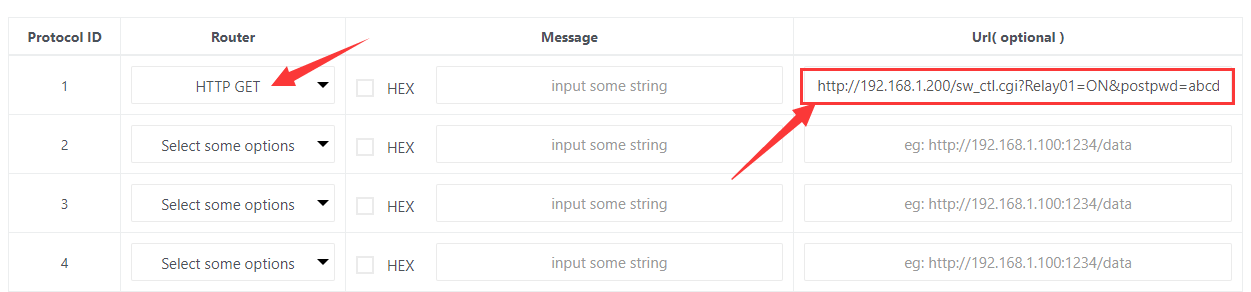 Protocol ID Router Message Url( optional )
1 HTTP GET HEX input some string http://192.168.1.200/sw_ctl.cgi?Relay01=ON&postpwd=abcd
2 Select some options HEX input some string eg: http://192.168.1.100:1234/data
3 Select some options HEX input some string eg: http://192.168.1.100:1234/data
4 Select some options HEX input some string eg: http://192.168.1.100:1234/data